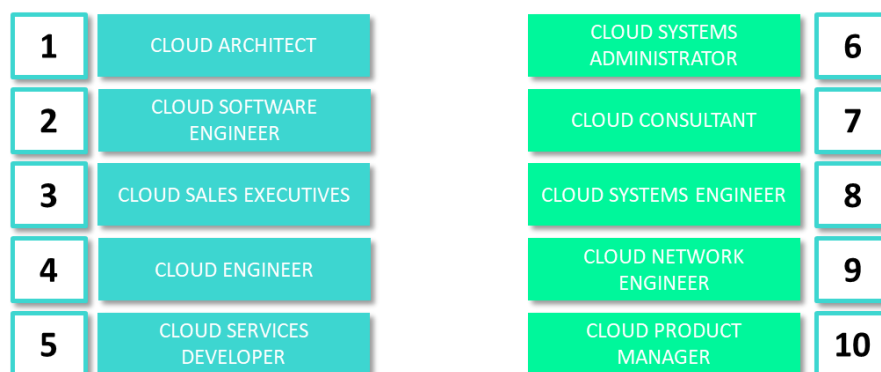 1
CLOUD ARCHITECT
2
CLOUD SOFTWARE
ENGINEER
3
CLOUD SALES EXECUTIVES
4
CLOUD ENGINEER
5
CLOUD SERVICES
DEVELOPER
CLOUD SYSTEMS
ADMINISTRATOR
6
CLOUD CONSULTANT
7
CLOUD SYSTEMS ENGINEER
8
CLOUD NETWORK
ENGINEER
9
CLOUD PRODUCT
MANAGER
10